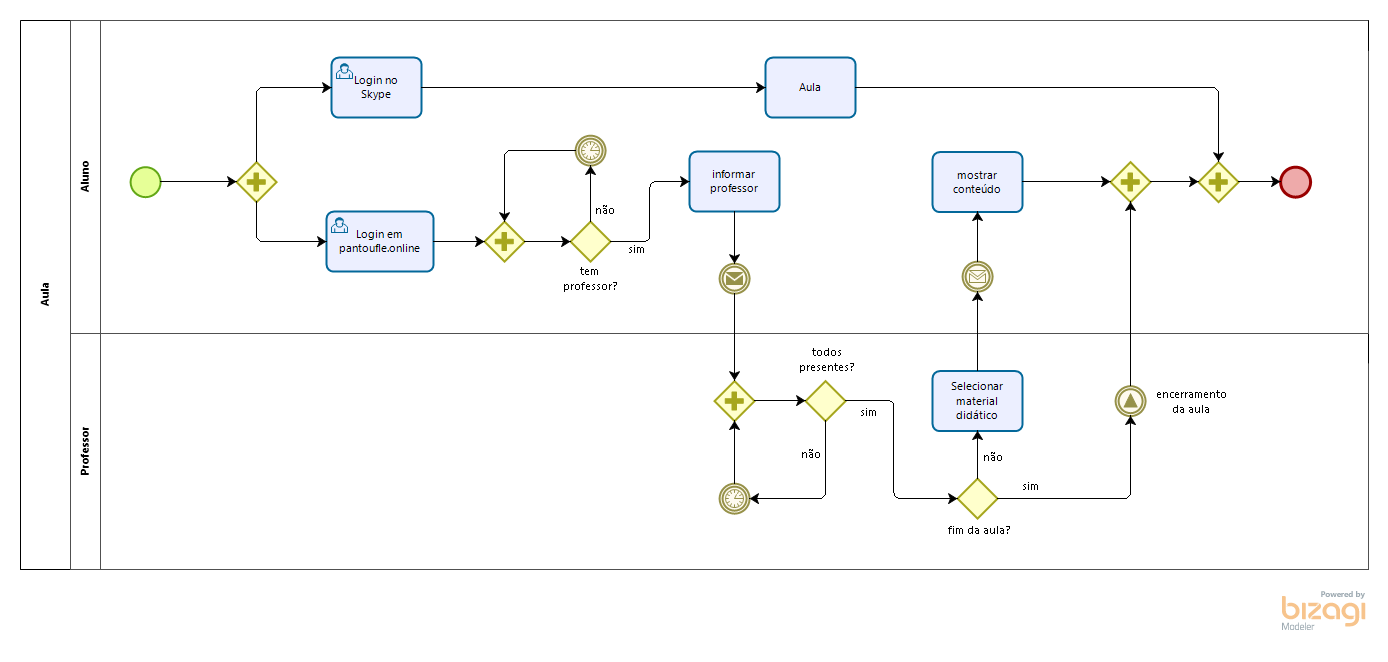 Aula
Aluno
Professor
Login no
Skype
Aula
informar
professor
mostrar
conteúdo
Login em
pantoufle.online
não
sim
tem
professor?
todos
presentes?
sim
não
Selecionar
material
didático
encerramento
da aula
não
sim
fim da aula?
Powered by
bizagi
Modeler